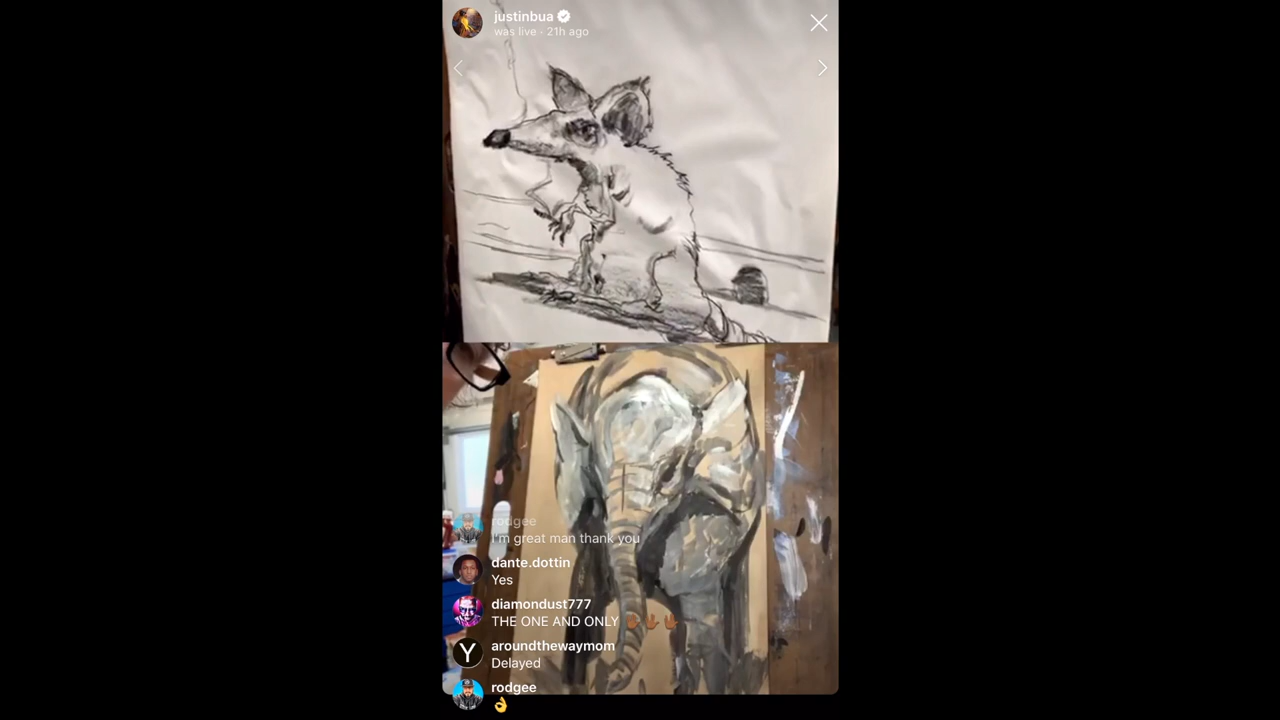 justinbua
was live · 21h ago
rodgee
I'm great man thank you
dante.dottin
Yes
diamondust777
THE ONE AND ONLY
Y
aroundthewaymom
Delayed
rodgee
👌